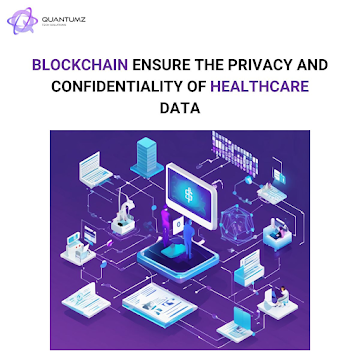 QUANTUMZ
BLOCKCHAIN ENSURE THE PRIVACY AND
CONFIDENTIALITY OF HEALTHCARE
DATA